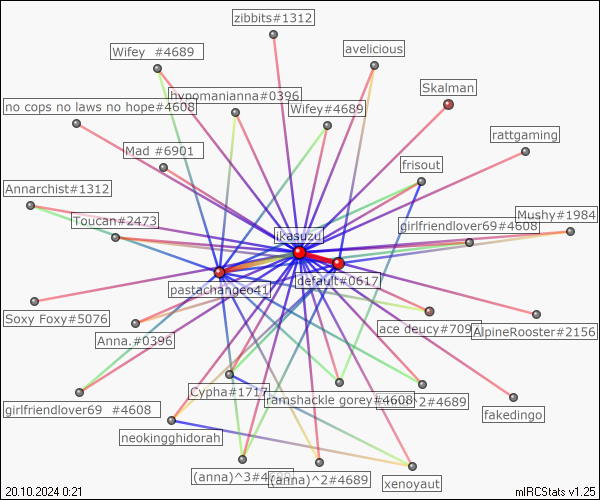 zibbits#1312
Wifey  #4689
avelicious
Skalman
hypomanianna#0396
no cops no laws no hope#4608
Wifey#4689
rattgaming
Mad #6901
frisout
Annarchist#1312
Toucan#2473
Mushy#1984
girlfriendlover69#4608
ikasuzu
default#0617
pastachangeo41
Soxy Foxy#5076
ace deucy#709
AlpineRooster#2156
Anna.#0396
Cypha#1717
ramshackle gorey#4608
^2#4689
girlfriendlover69  #4608
fakedingo
neokingghidorah
(anna)^3#4689
(anna)^2#4689
xenoyaut
20.10.2024 0:21
mIRCStats v1.25